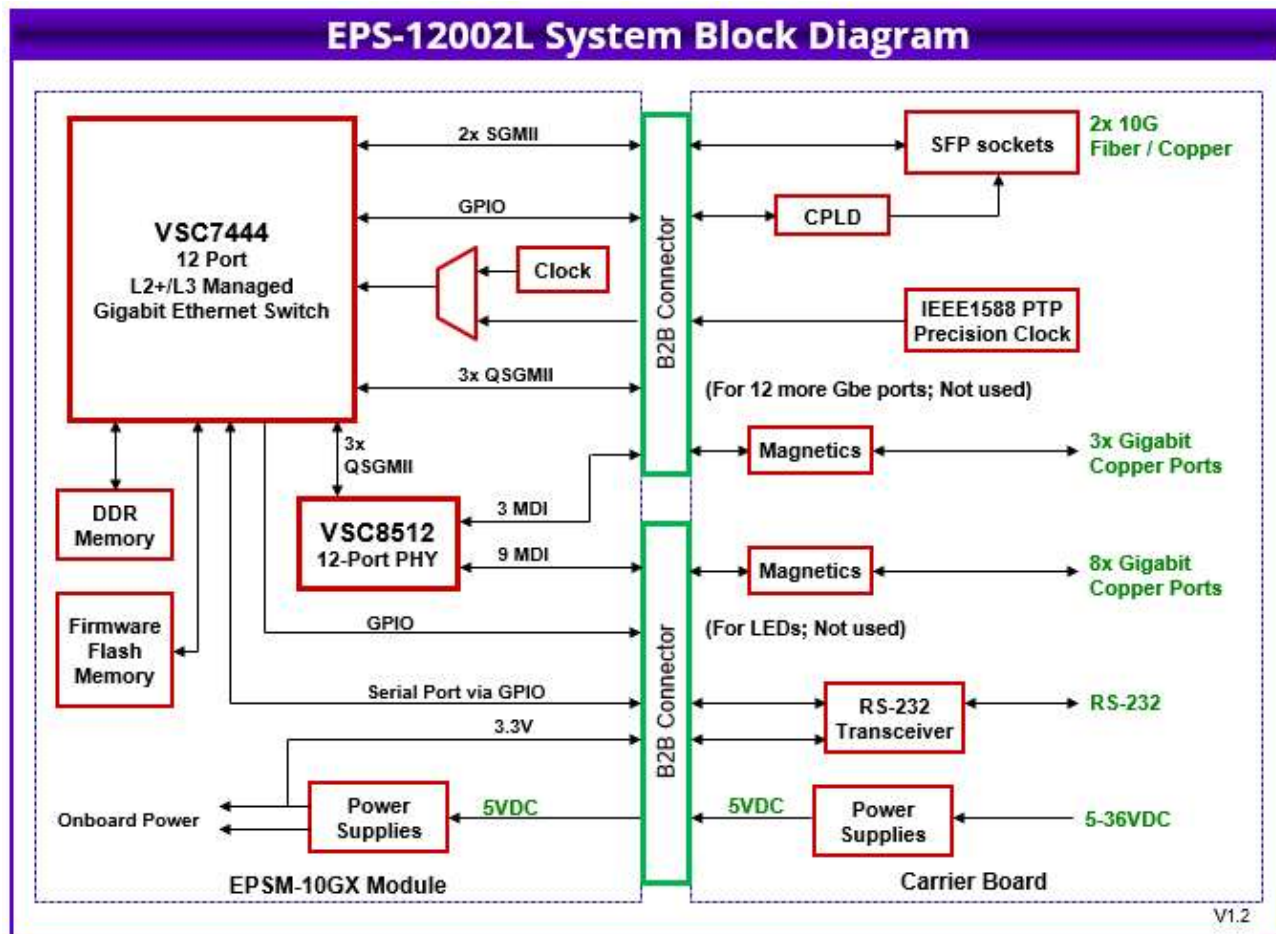 EPS-12002L System Block Diagram
2x SGMII
SFP sockets
2x 10G
Fiber / Copper
GPIO
CPLD
VSC7444
12 Port
L2+/L3 Managed
Gigabit Ethernet Switch
Clock
B2B Connector
IEEE1588 PTP
Precision Clock
3x QSGMII
(For 12 more Gbe ports; Not used)
3x
QSGMII
Magnetics
3x Gigabit
Copper Ports
DDR
Memory
VSC8512
12-Port PHY
3 MDI
9 MDI
Magnetics
8x Gigabit
Copper Ports
Firmware
Flash
Memory
GPIO
(For LEDs; Not used)
B2B Connector
Serial Port via GPIO
RS-232
Transceiver
RS-232
3.3V
Onboard Power
Power
Supplies
5VDC
5VDC
Power
Supplies
5-36VDC
EPSM-10GX Module
Carrier Board
V1.2